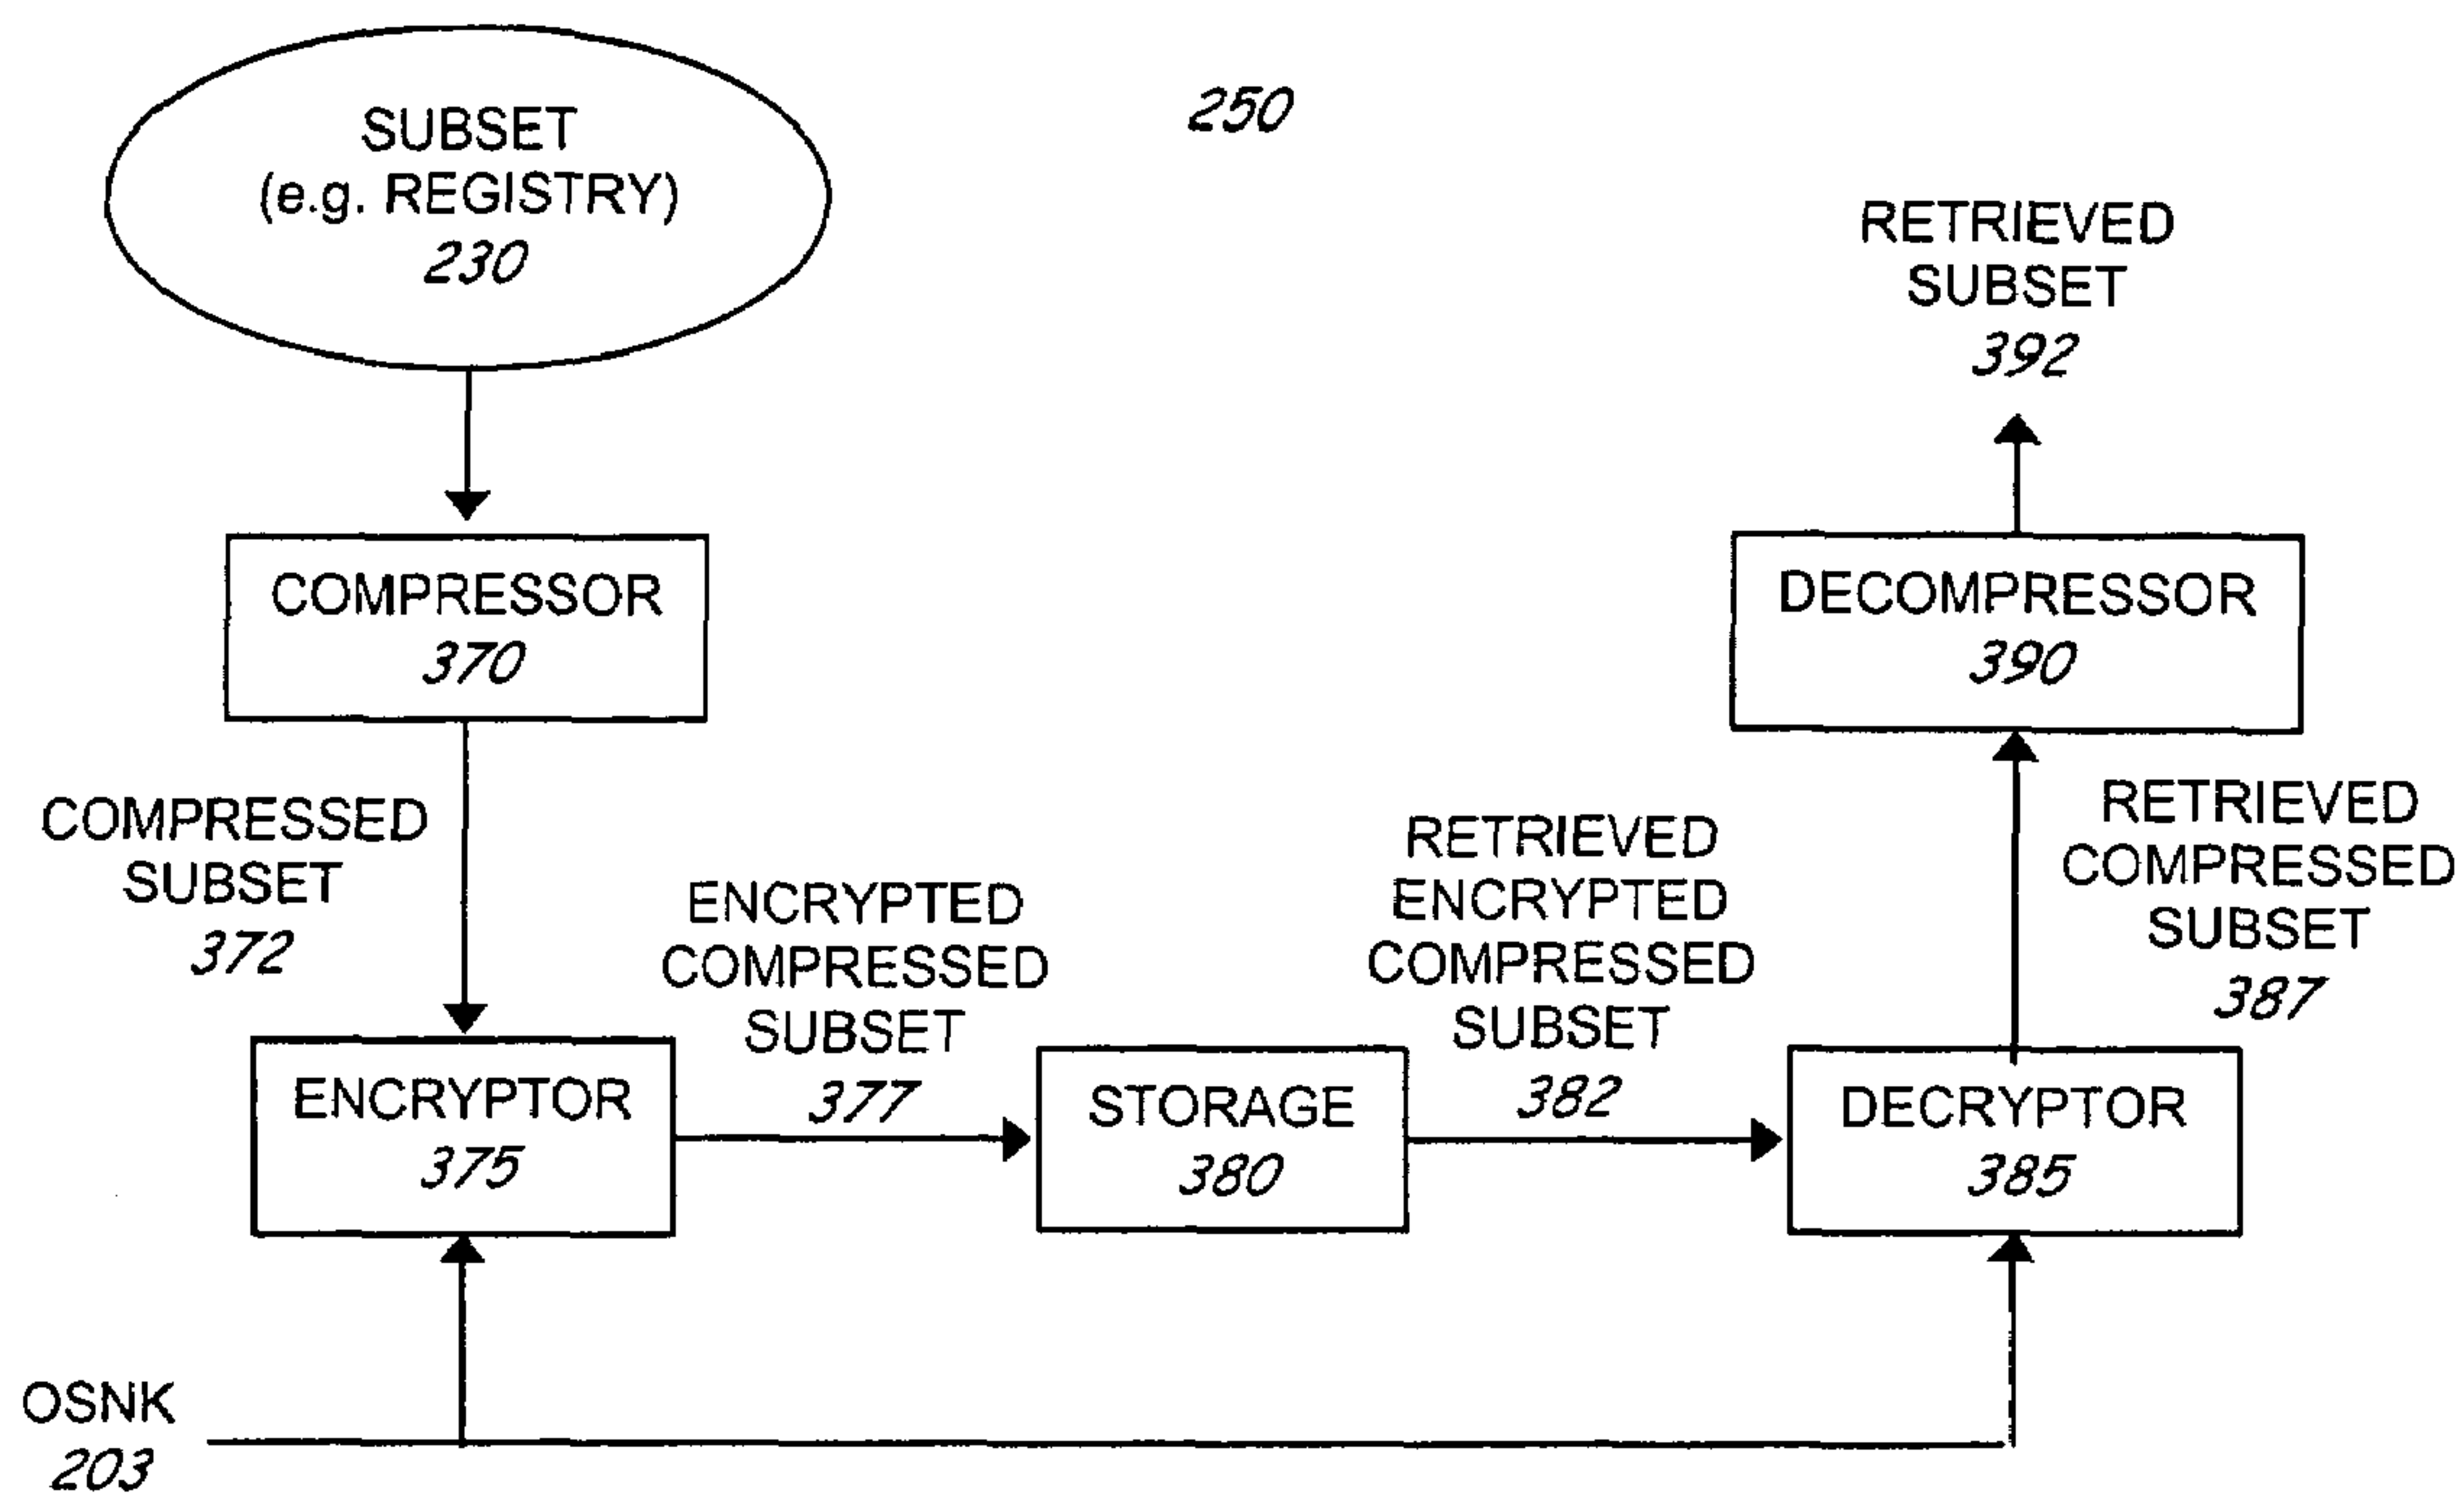 SUBSET
(e.g. REGISTRY)
230
250
RETRIEVED
SUBSET
392
COMPRESSOR
370
DECOMPRESSOR
390
COMPRESSED
SUBSET
372
ENCRYPTED
COMPRESSED
SUBSET
377
RETRIEVED
ENCRYPTED
COMPRESSED
SUBSET
382
RETRIEVED
COMPRESSED
SUBSET
387
ENCRYPTOR
375
STORAGE
380
DECRYPTOR
385
OSNK
203